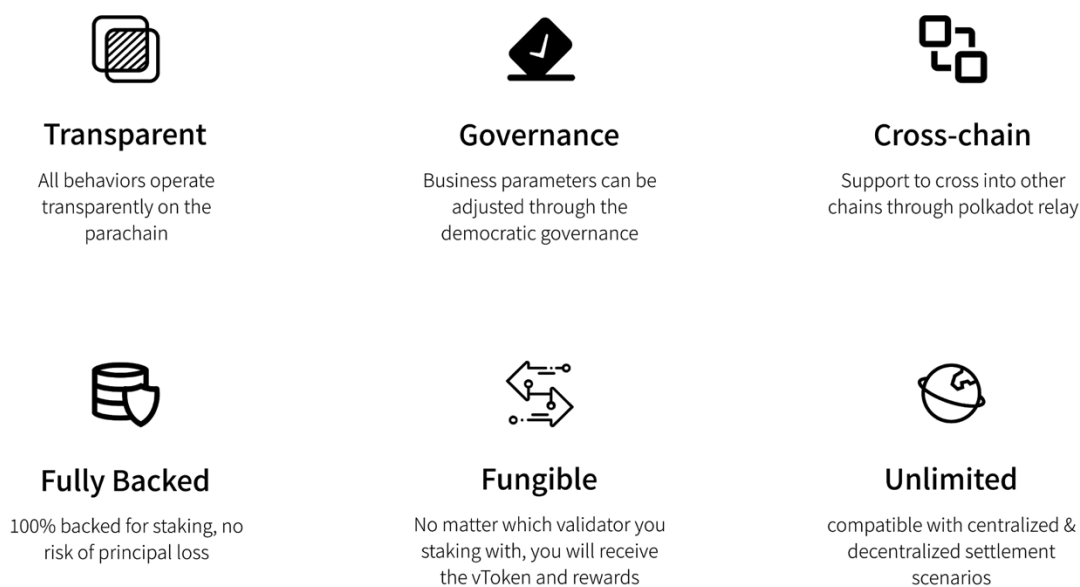 Transparent
All behaviors operate
transparently on the
parachain
Governance
Business parameters can be
adjusted through the
democratic governance
Cross-chain
Support to cross into other
chains through polkadot relay
Fully Backed
100% backed for staking, no
risk of principal loss
Fungible
No matter which validator you
staking with, you will receive
the vToken and rewards
Unlimited
compatible with centralized &
decentralized settlement
scenarios